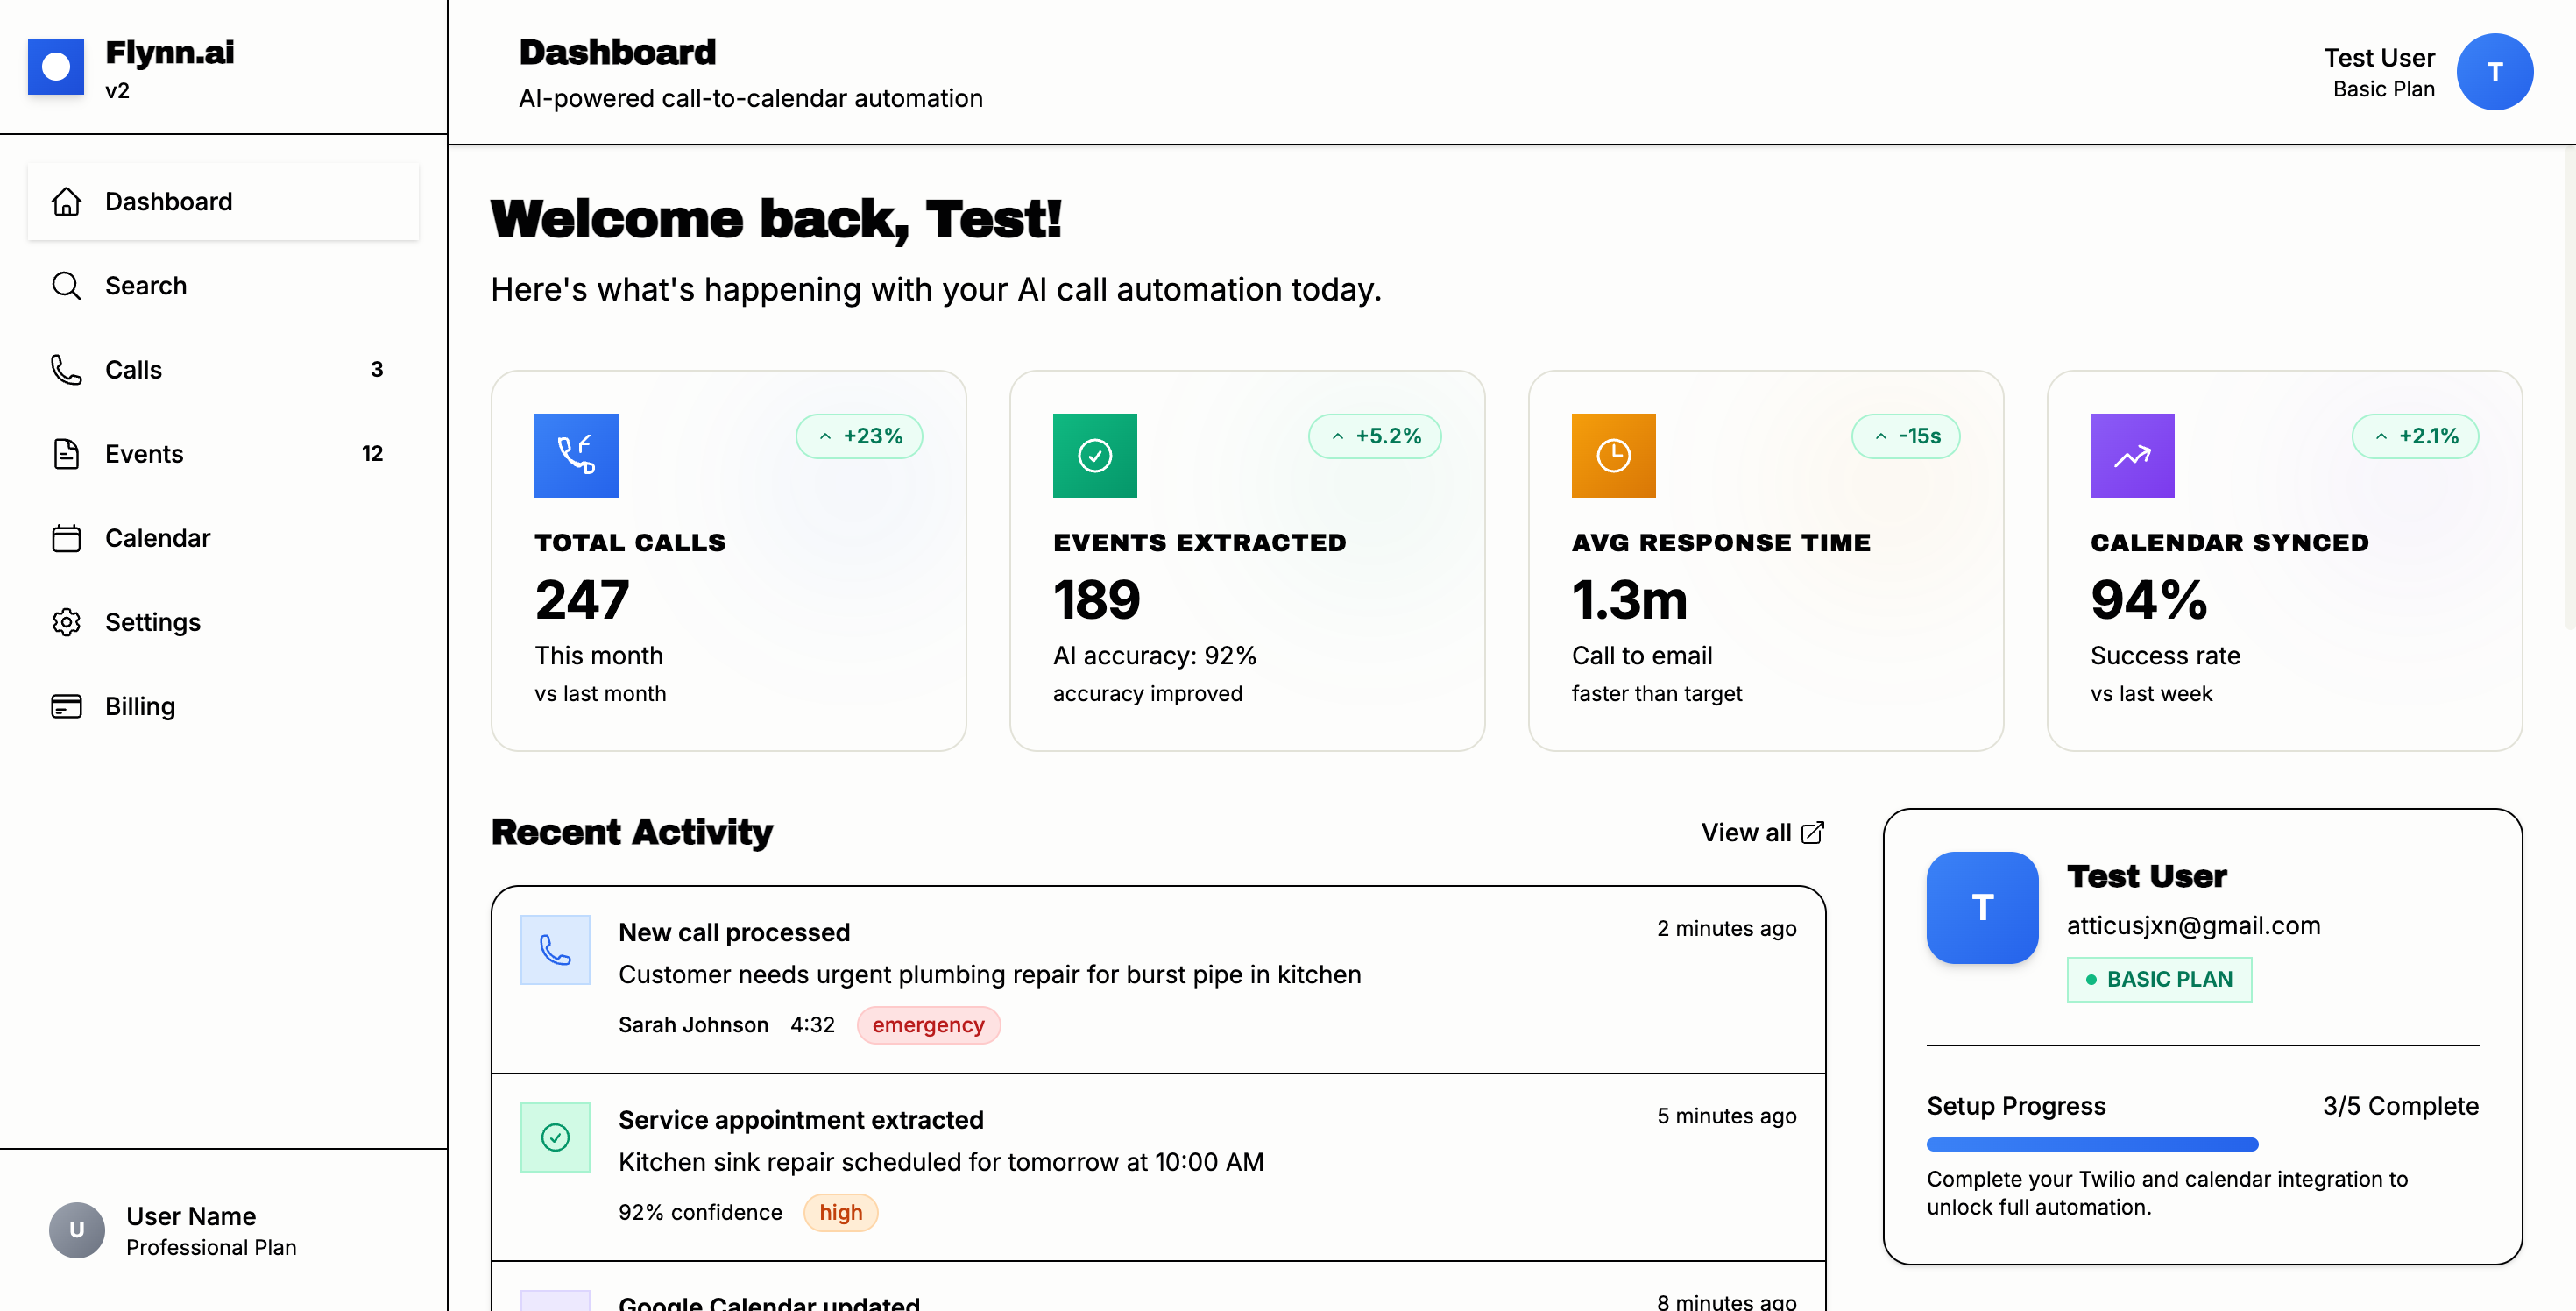 Flynn.ai
v2
Dashboard
Search
Calls 3
Events 12
Calendar
Settings
Billing
U
User Name
Professional Plan
Dashboard
AI-powered call-to-calendar automation
Test User
Basic Plan
T
Welcome back, Test!
Here's what's happening with your AI call automation today.
+23%
TOTAL CALLS
247
This month
vs last month
+5.2%
EVENTS EXTRACTED
189
AI accuracy: 92%
accuracy improved
-15s
AVG RESPONSE TIME
1.3m
Call to email
faster than target
+2.1%
CALENDAR SYNCED
94%
Success rate
vs last week
Recent Activity
View all
New call processed
2 minutes ago
Customer needs urgent plumbing repair for burst pipe in kitchen
Sarah Johnson 4:32 emergency
Service appointment extracted
5 minutes ago
Kitchen sink repair scheduled for tomorrow at 10:00 AM
92% confidence high
Google Calendar updated
8 minutes ago
T
Test User
atticusjxn@gmail.com
BASIC PLAN
Setup Progress 3/5 Complete
Complete your Twilio and calendar integration to
unlock full automation.